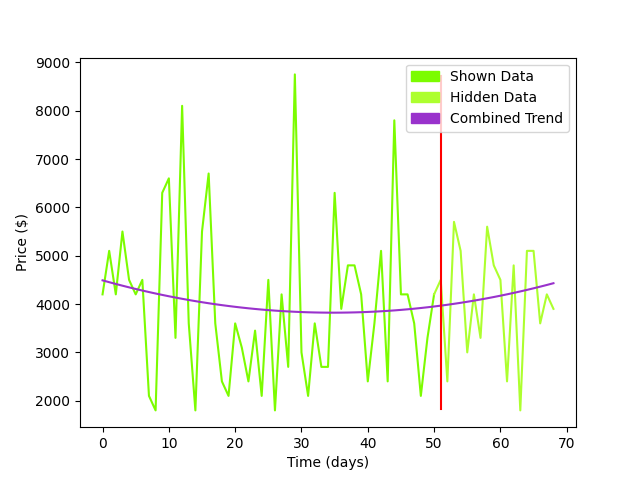 9000
8000
7000
6000
5000
4000
3000
2000
Price ($)
Shown Data
Hidden Data
Combined Trend
0 10 20 30 40 50 60 70
Time (days)